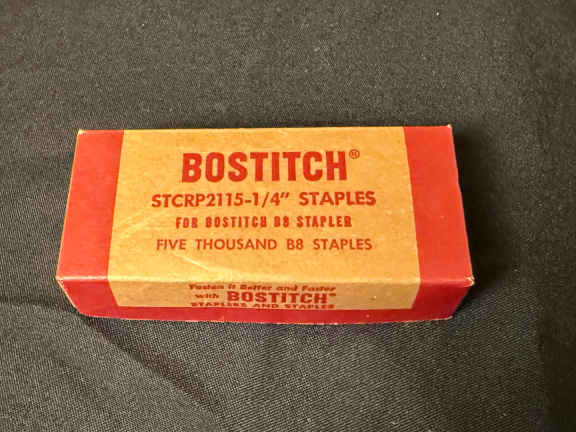 BOSTITCH®
STCRP2115-1/4" STAPLES
FOR BOSTITCH B8 STAPLER
FIVE THOUSAND B8 STAPLES
Fasten it Better and Faster
with BOSTITCH®
STAPLERS AND STAPLES